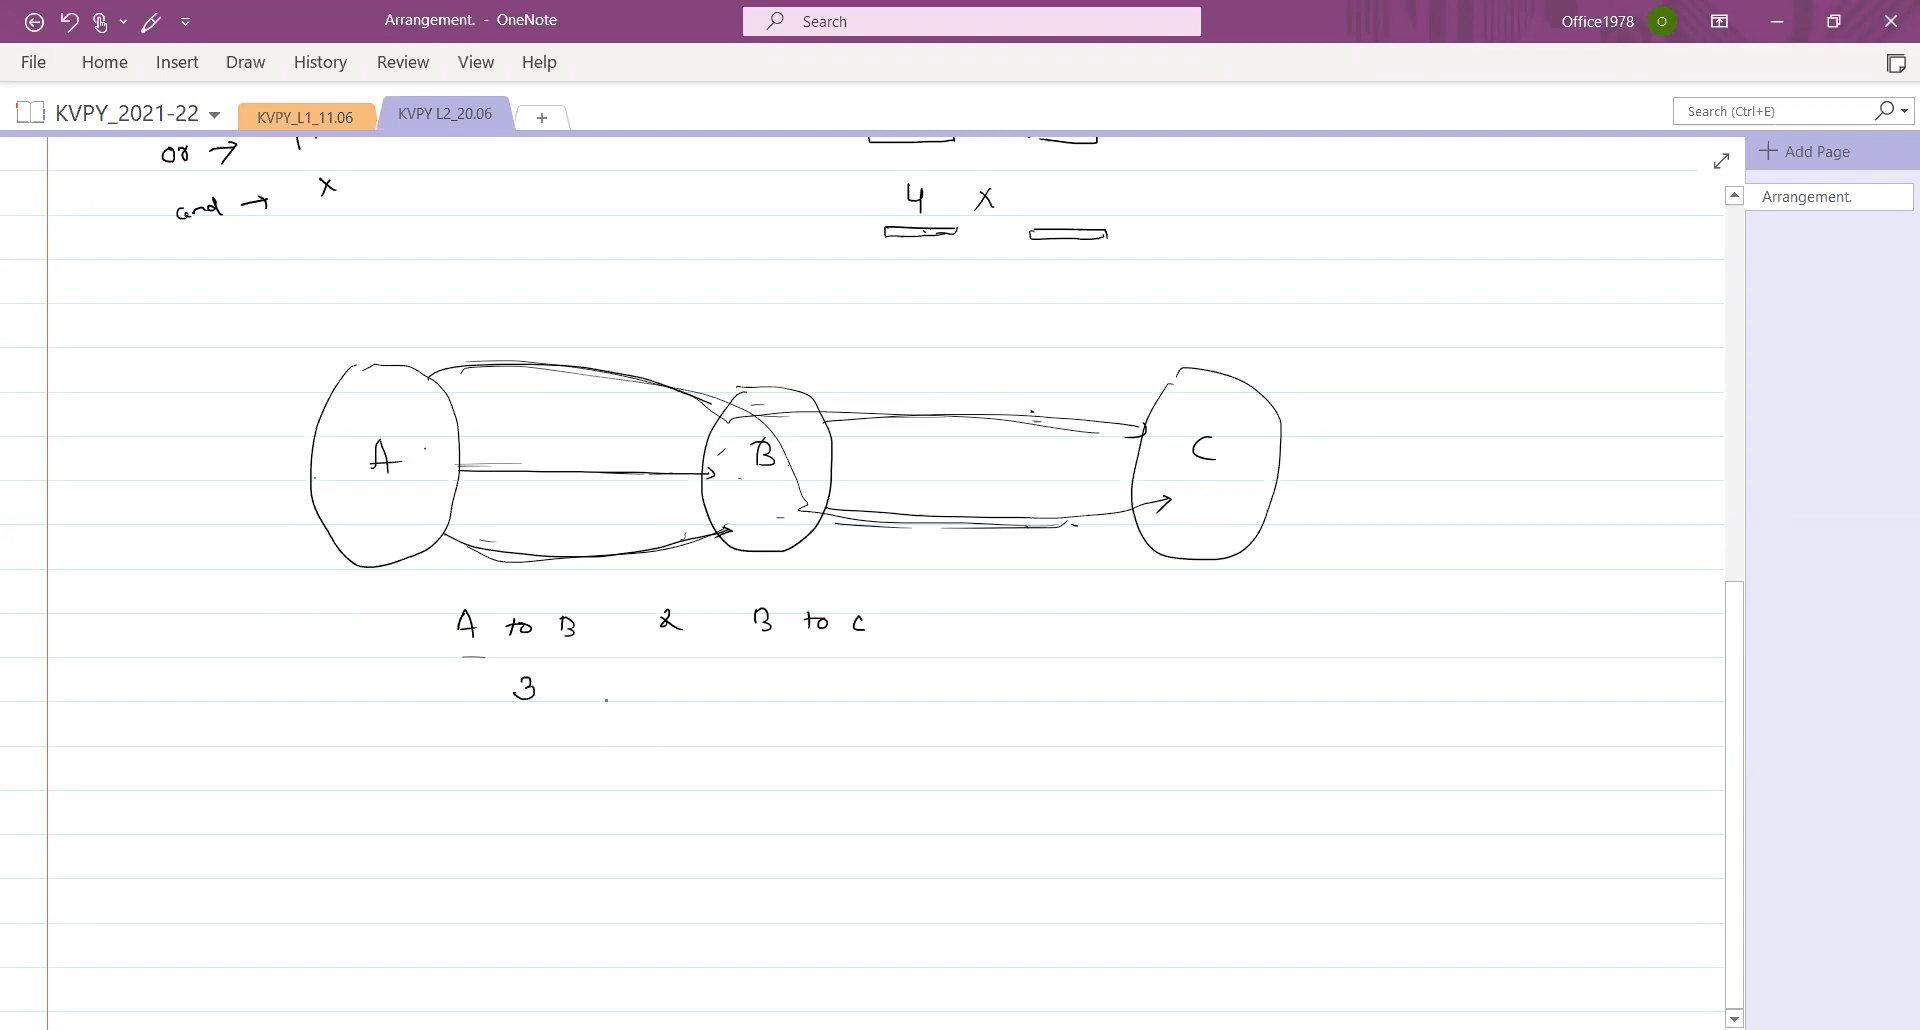 Arrangement. - OneNote
Search
Office1978
O
File Home Insert Draw History Review View Help
KVPY_2021-22
KVPY_L1_11.06
KVPY L2_20.06
+
Search (Ctrl+E)
Add Page
Arrangement.
or →
and → x
4 x
A B C
A to B & B to C
3